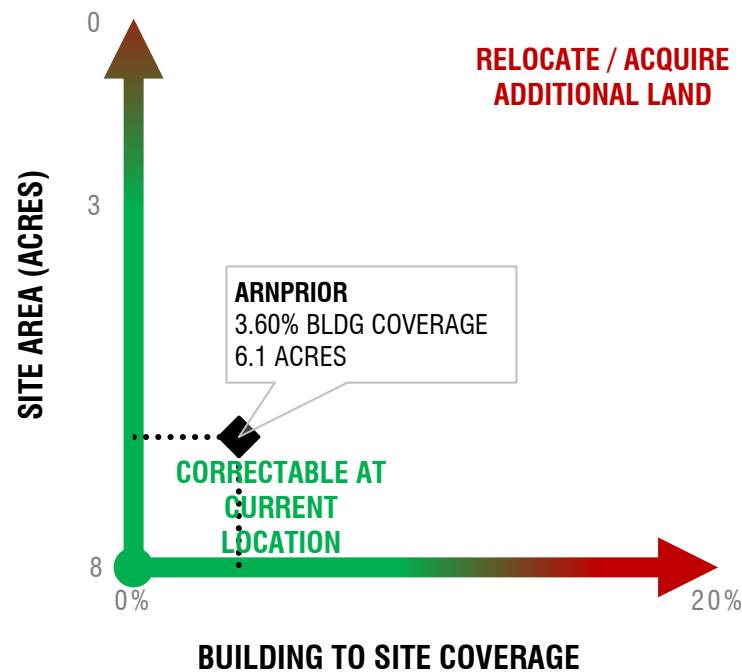 0
RELOCATE / ACQUIRE
ADDITIONAL LAND
3
SITE AREA (ACRES)
ARNPRIOR
3.60% BLDG COVERAGE
6.1 ACRES
CORRECTABLE AT
CURRENT
LOCATION
8
0%
20%
BUILDING TO SITE COVERAGE